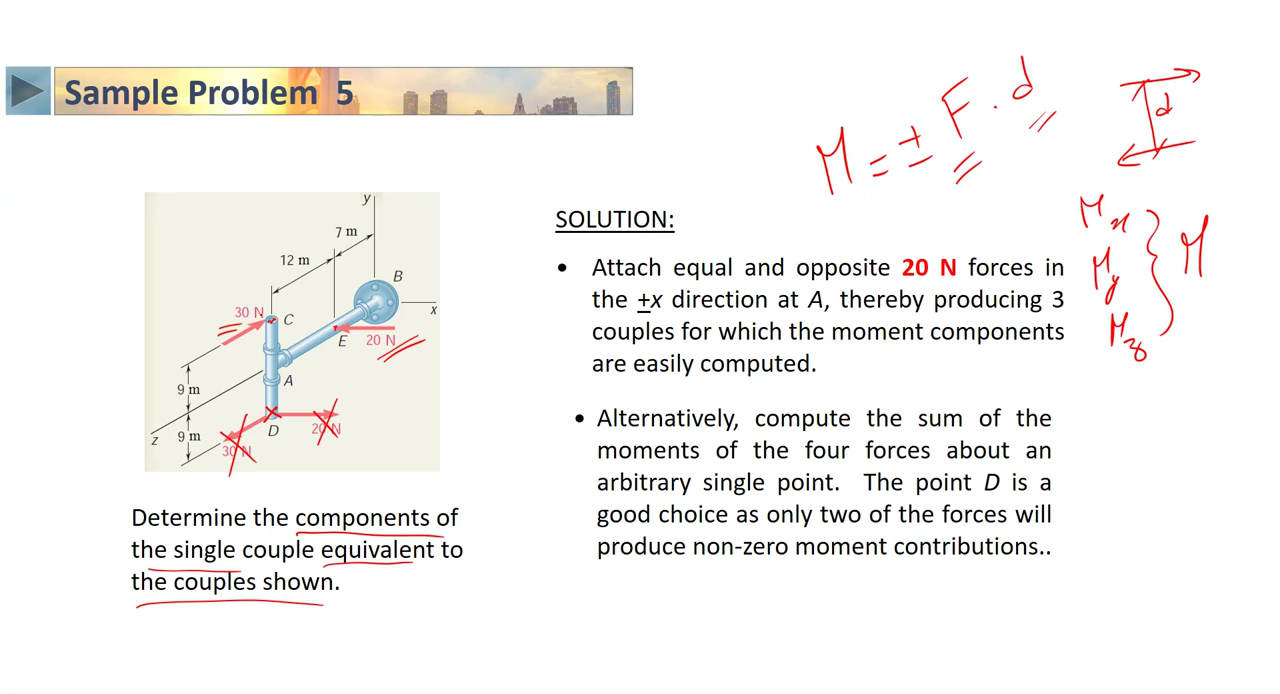 Sample Problem 5
M = ± F . d
d
Mx
My
Mz
M
y
7 m
12 m
B
30 N
C
x
E
20 N
9 m
A
z
9 m
D
20 N
30 N
SOLUTION:
• Attach equal and opposite 20 N forces in
the +x direction at A, thereby producing 3
couples for which the moment components
are easily computed.
• Alternatively, compute the sum of the
moments of the four forces about an
arbitrary single point. The point D is a
good choice as only two of the forces will
produce non-zero moment contributions..
Determine the components of
the single couple equivalent to
the couples shown.